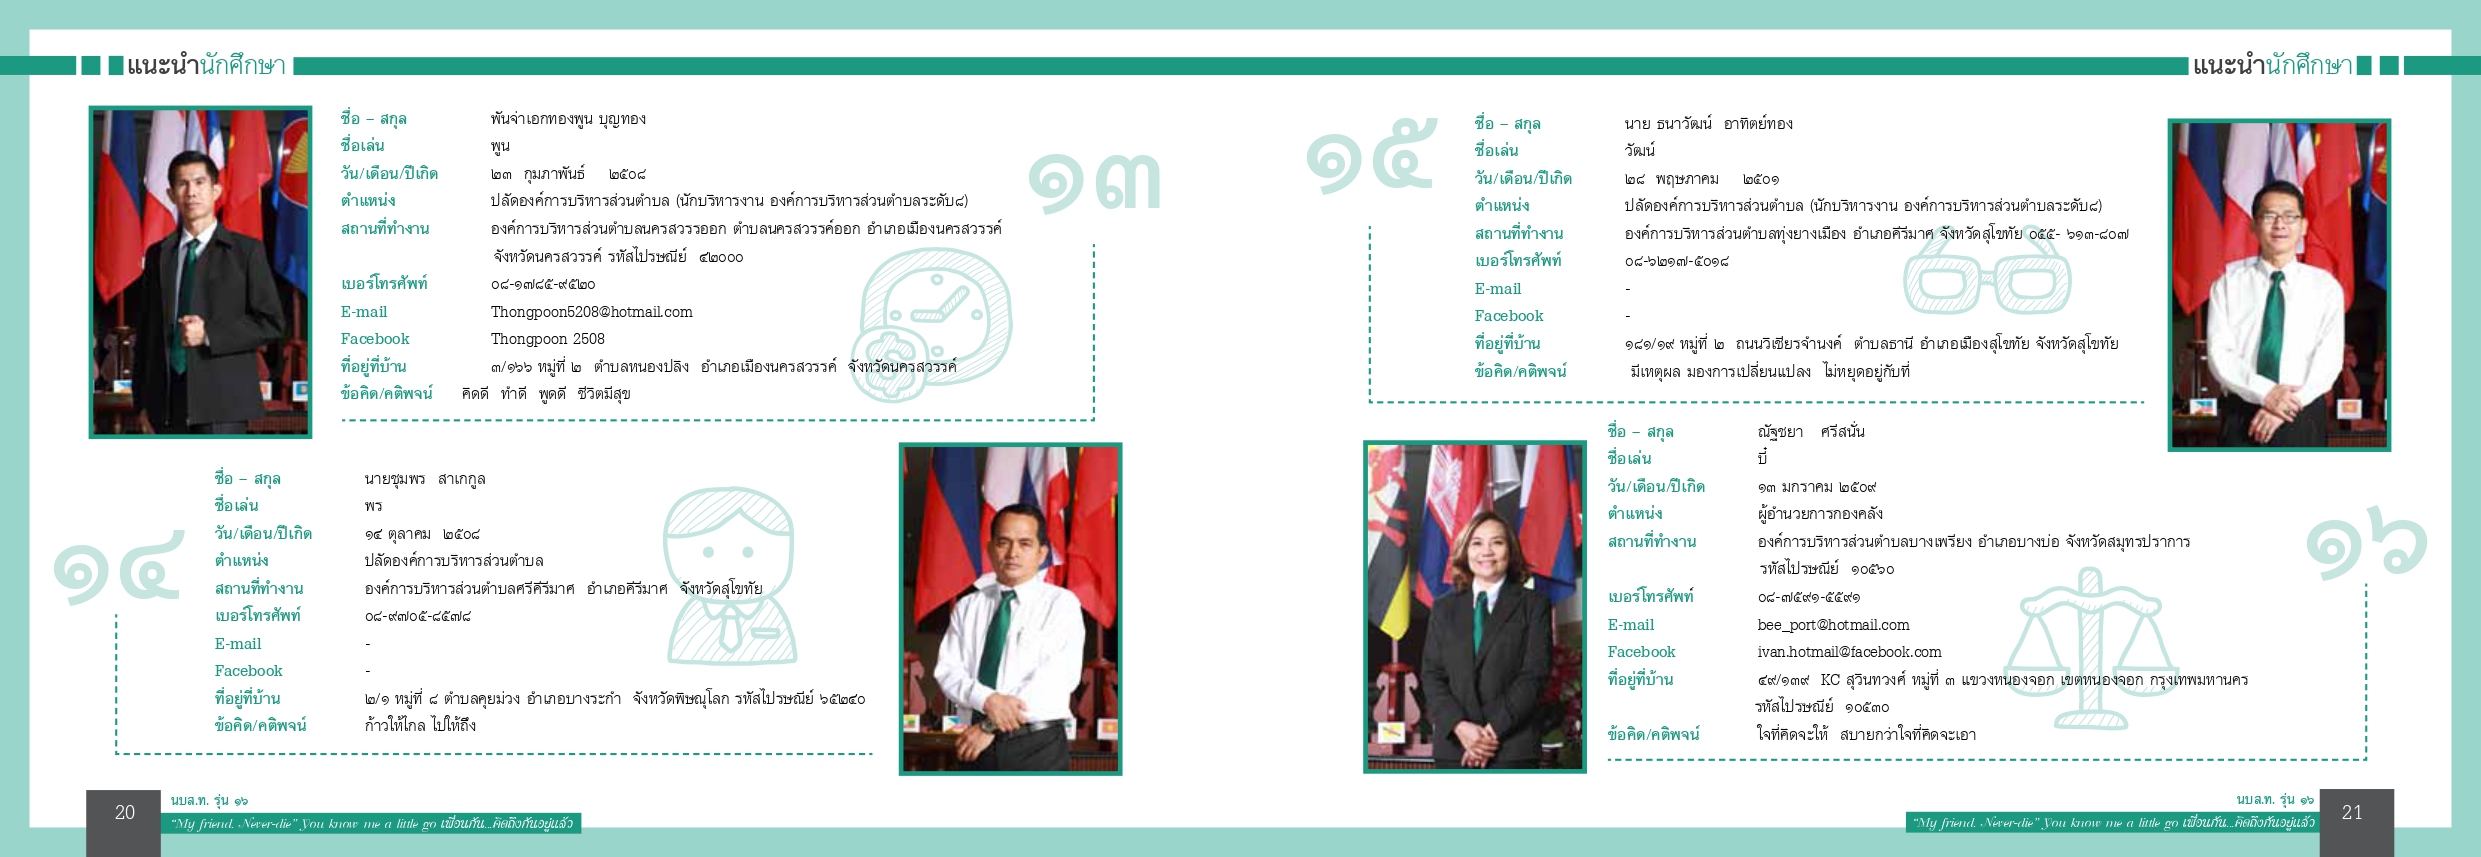 แนะนำนักศึกษา
๑๓
ชื่อ – สกุล พันจ่าเอกทองพูน บุญทอง
ชื่อเล่น พูน
วัน/เดือน/ปีเกิด ๒๓ กุมภาพันธ์ ๒๕๐๘
ตำแหน่ง ปลัดองค์การบริหารส่วนตำบล (นักบริหารงาน องค์การบริหารส่วนตำบลระดับ๘)
สถานที่ทำงาน องค์การบริหารส่วนตำบลนครสวรรออก ตำบลนครสวรรค์ออก อำเภอเมืองนครสวรรค์
จังหวัดนครสวรรค์ รหัสไปรษณีย์ ๔๒๐๐๐
เบอร์โทรศัพท์ ๐๘-๑๗๘๕-๙๕๒๐
E-mail Thongpoon5208@hotmail.com
Facebook Thongpoon 2508
ที่อยู่ที่บ้าน ๓/๑๖๖ หมู่ที่ ๒ ตำบลหนองปลิง อำเภอเมืองนครสวรรค์ จังหวัดนครสวรรค์
ข้อคิด/คติพจน์ คิดดี ทำดี พูดดี ชีวิตมีสุข
๑๔
ชื่อ – สกุล นายชุมพร สาเกกูล
ชื่อเล่น พร
วัน/เดือน/ปีเกิด ๑๔ ตุลาคม ๒๕๐๘
ตำแหน่ง ปลัดองค์การบริหารส่วนตำบล
สถานที่ทำงาน องค์การบริหารส่วนตำบลศรีคีรีมาศ อำเภอคีรีมาศ จังหวัดสุโขทัย
เบอร์โทรศัพท์ ๐๘-๙๗๐๕-๘๕๗๘
E-mail -
Facebook -
ที่อยู่ที่บ้าน ๒/๑ หมู่ที่ ๘ ตำบลคุยม่วง อำเภอบางระกำ จังหวัดพิษณุโลก รหัสไปรษณีย์ ๖๕๒๔๐
ข้อคิด/คติพจน์ ก้าวให้ไกล ไปให้ถึง
20
นบส.ท. รุ่น ๑๖
“My friend. Never-die” You know me a little go เพื่อนกัน...คิดถึงกันอยู่แล้ว
แนะนำนักศึกษา
๑๕
ชื่อ – สกุล นาย ธนาวัฒน์ อาทิตย์ทอง
ชื่อเล่น วัฒน์
วัน/เดือน/ปีเกิด ๒๘ พฤษภาคม ๒๕๐๑
ตำแหน่ง ปลัดองค์การบริหารส่วนตำบล (นักบริหารงาน องค์การบริหารส่วนตำบลระดับ๘)
สถานที่ทำงาน องค์การบริหารส่วนตำบลทุ่งยางเมือง อำเภอคีรีมาศ จังหวัดสุโขทัย ๐๕๕- ๖๑๓-๘๐๗
เบอร์โทรศัพท์ ๐๘-๖๒๑๗-๕๐๑๘
E-mail -
Facebook -
ที่อยู่ที่บ้าน ๑๘๑/๑๙ หมู่ที่ ๒ ถนนวิเชียรจำนงค์ ตำบลธานี อำเภอเมืองสุโขทัย จังหวัดสุโขทัย
ข้อคิด/คติพจน์ มีเหตุผล มองการเปลี่ยนแปลง ไม่หยุดอยู่กับที่
๑๖
ชื่อ – สกุล ณัฐชยา ศรีสนั่น
ชื่อเล่น บี๋
วัน/เดือน/ปีเกิด ๑๓ มกราคม ๒๕๐๙
ตำแหน่ง ผู้อำนวยการกองคลัง
สถานที่ทำงาน องค์การบริหารส่วนตำบลบางเพรียง อำเภอบางบ่อ จังหวัดสมุทรปราการ
รหัสไปรษณีย์ ๑๐๕๖๐
เบอร์โทรศัพท์ ๐๘-๗๕๙๑-๕๕๙๑
E-mail bee_port@hotmail.com
Facebook ivan.hotmail@facebook.com
ที่อยู่ที่บ้าน ๔๙/๑๓๙ KC สุวินทวงศ์ หมู่ที่ ๓ แขวงหนองจอก เขตหนองจอก กรุงเทพมหานคร
รหัสไปรษณีย์ ๑๐๕๓๐
ข้อคิด/คติพจน์ ใจที่คิดจะให้ สบายกว่าใจที่คิดจะเอา
นบส.ท. รุ่น ๑๖
“My friend. Never-die” You know me a little go เพื่อนกัน...คิดถึงกันอยู่แล้ว
21